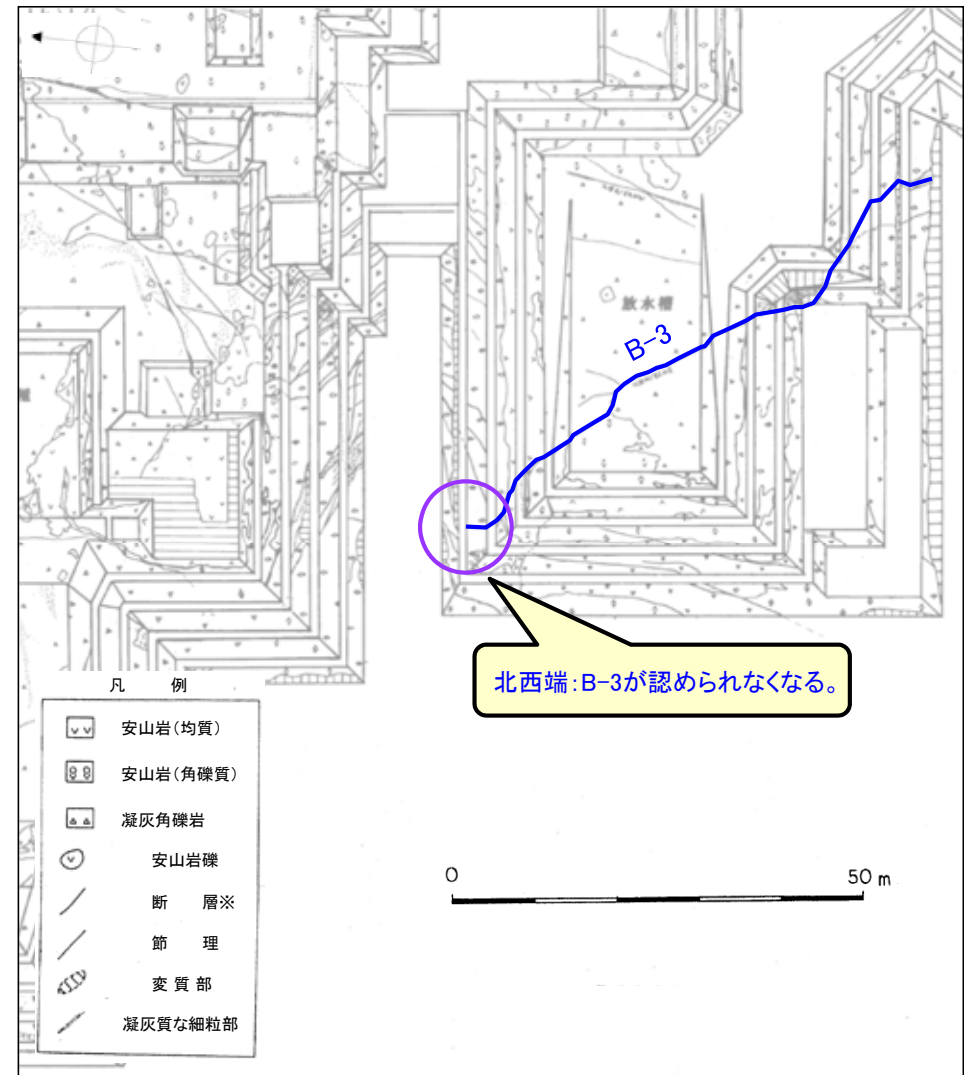 放水槽
B-3
北西端：B-3が認められなくなる。
凡　例
安山岩（均質）
安山岩（角礫質）
凝灰角礫岩
安山岩礫
断　層※
節　理
変 質 部
凝灰質な細粒部
0
50 m